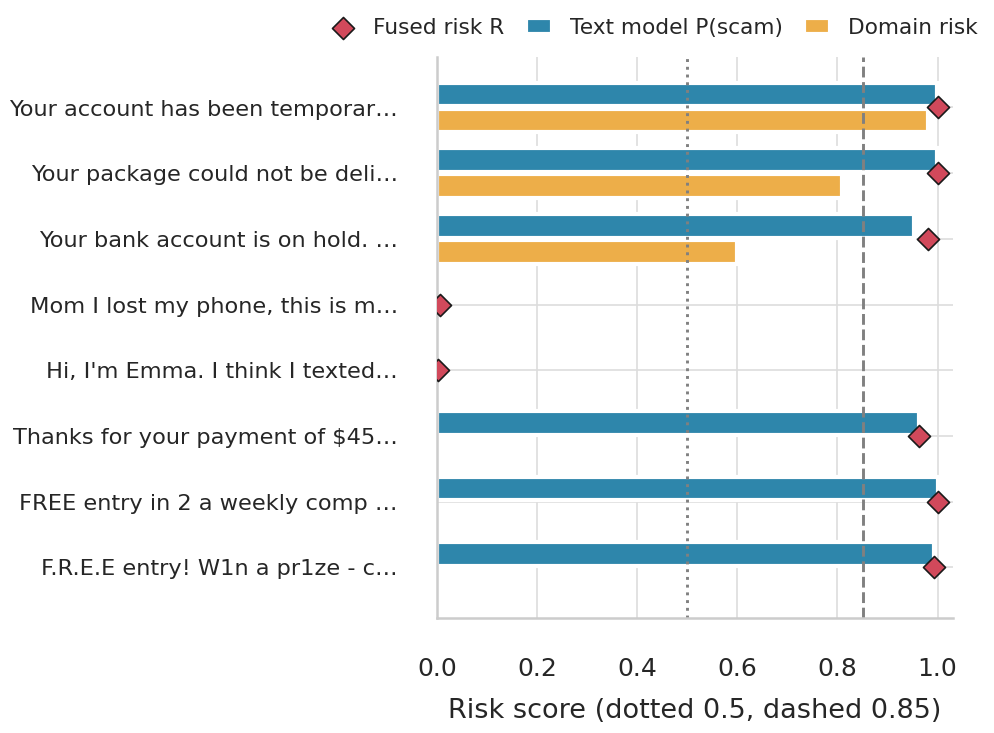 Fused risk R   Text model P(scam)   Domain risk
Your account has been temporar…
Your package could not be deli…
Your bank account is on hold. …
Mom I lost my phone, this is m…
Hi, I'm Emma. I think I texted…
Thanks for your payment of $45…
FREE entry in 2 a weekly comp …
F.R.E.E entry! W1n a pr1ze - c…
0.0   0.2   0.4   0.6   0.8   1.0
Risk score (dotted 0.5, dashed 0.85)